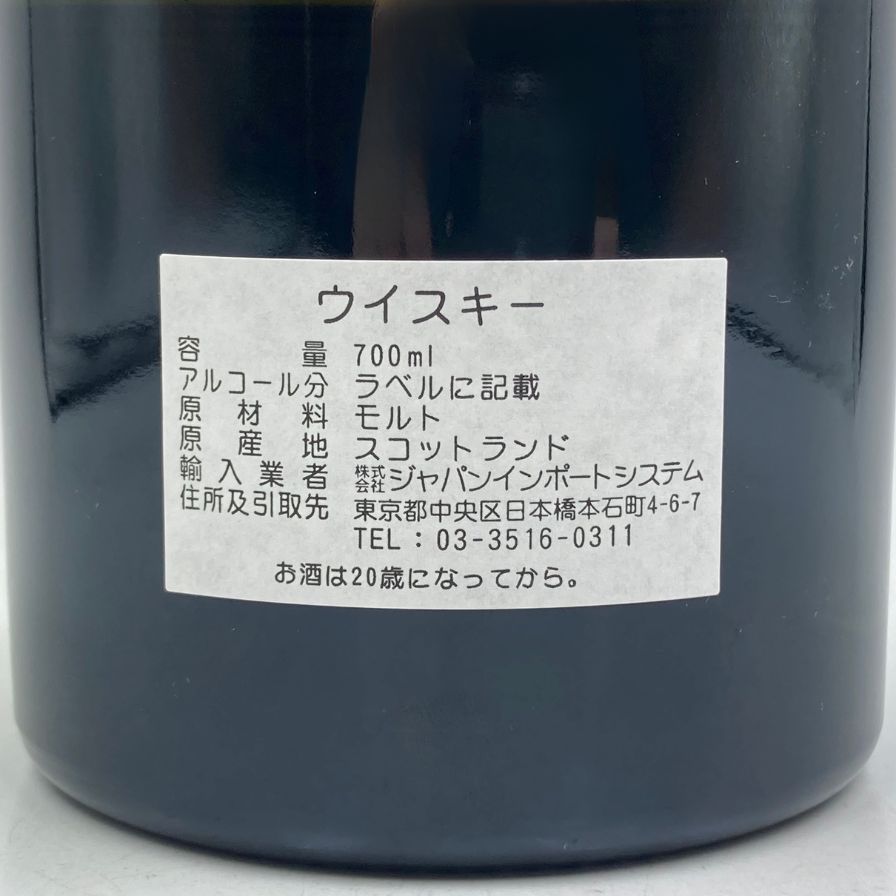 ウイスキー
容量 700ml
アルコール分 ラベルに記載
原材料 モルト
原産地 スコットランド
輸入業者 株式会社ジャパンインポートシステム
住所及引取先 東京都中央区日本橋本石町4-6-7
TEL：03-3516-0311
お酒は20歳になってから。